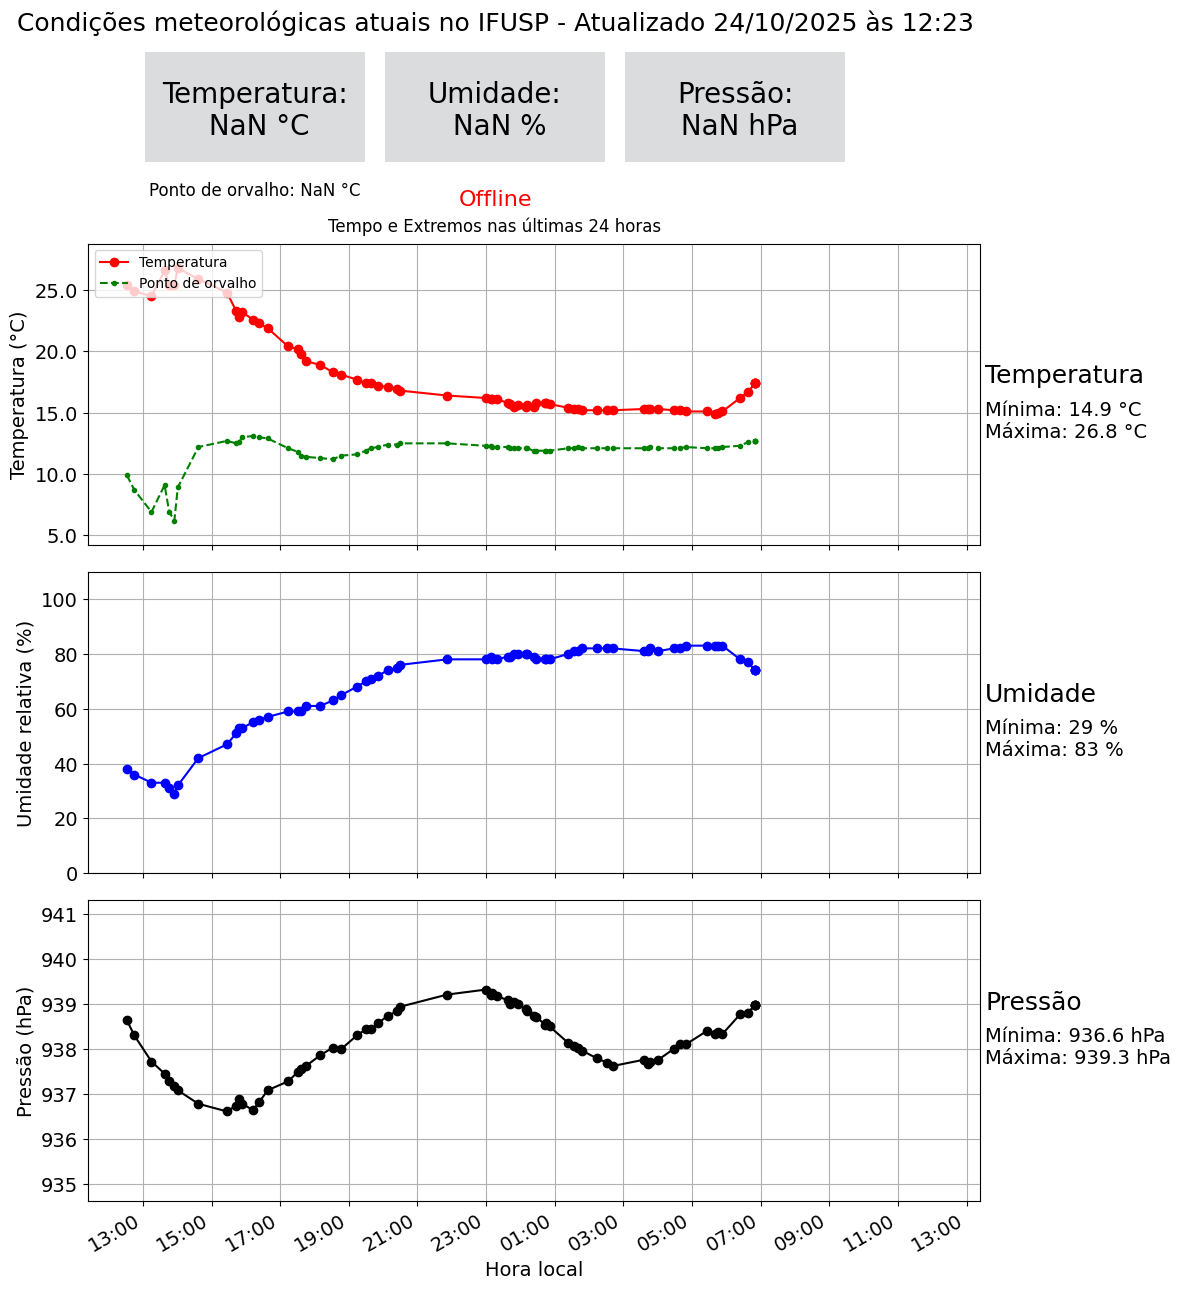 Condições meteorológicas atuais no IFUSP - Atualizado 24/10/2025 às 12:23
Temperatura:
NaN °C
Umidade:
NaN %
Pressão:
NaN hPa
Ponto de orvalho: NaN °C
Offline
Tempo e Extremos nas últimas 24 horas
Temperatura
Ponto de orvalho
Temperatura (°C)
25.0
20.0
15.0
10.0
5.0
Temperatura
Mínima: 14.9 °C
Máxima: 26.8 °C
Umidade relativa (%)
100
80
60
40
20
0
Umidade
Mínima: 29 %
Máxima: 83 %
Pressão (hPa)
941
940
939
938
937
936
935
Pressão
Mínima: 936.6 hPa
Máxima: 939.3 hPa
13:00 15:00 17:00 19:00 21:00 23:00 01:00 03:00 05:00 07:00 09:00 11:00 13:00
Hora local